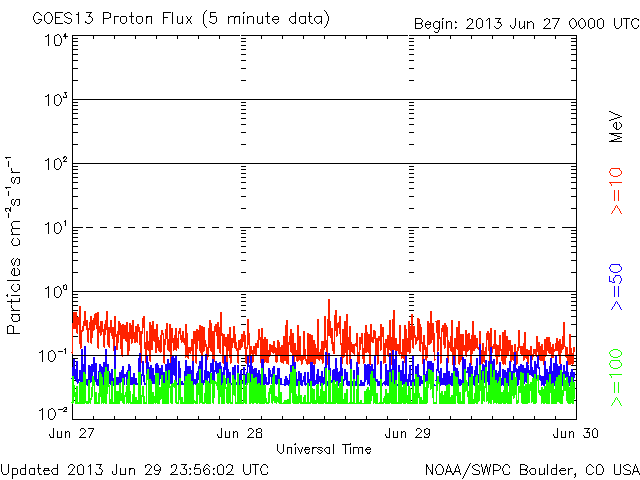 GOES13 Proton Flux (5 minute data)
Begin: 2013 Jun 27 0000 UTC
10⁴
10³
10²
10¹
10⁰
10⁻¹
10⁻²
Particles cm⁻²s⁻¹sr⁻¹
Jun 27 Jun 28 Jun 29 Jun 30
Universal Time
MeV
>=10
>=50
>=100
Updated 2013 Jun 29 23:56:02 UTC
NOAA/SWPC Boulder, CO USA